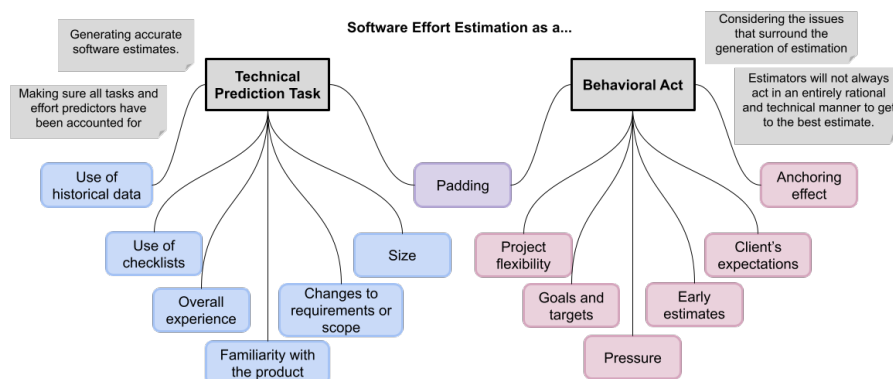 Software Effort Estimation as a...
Generating accurate
software estimates.
Making sure all tasks and
effort predictors have
been accounted for
Technical
Prediction Task
Behavioral Act
Considering the issues
that surround the
generation of estimation
Estimators will not always
act in an entirely rational
and technical manner to get
to the best estimate.
Use of
historical data
Padding
Anchoring
effect
Use of
checklists
Size
Project
flexibility
Client's
expectations
Overall
experience
Changes to
requirements or
scope
Goals and
targets
Early
estimates
Familiarity with
the product
Pressure